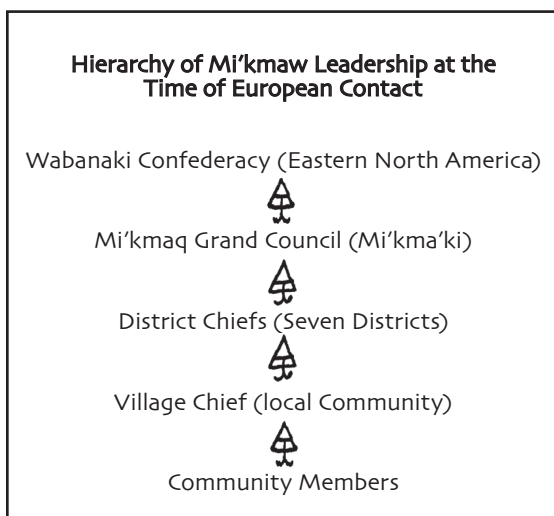 Hierarchy of Mi’kmaw Leadership at the
Time of European Contact
Wabanaki Confederacy (Eastern North America)
Mi’kmaq Grand Council (Mi’kma’ki)
District Chiefs (Seven Districts)
Village Chief (local Community)
Community Members